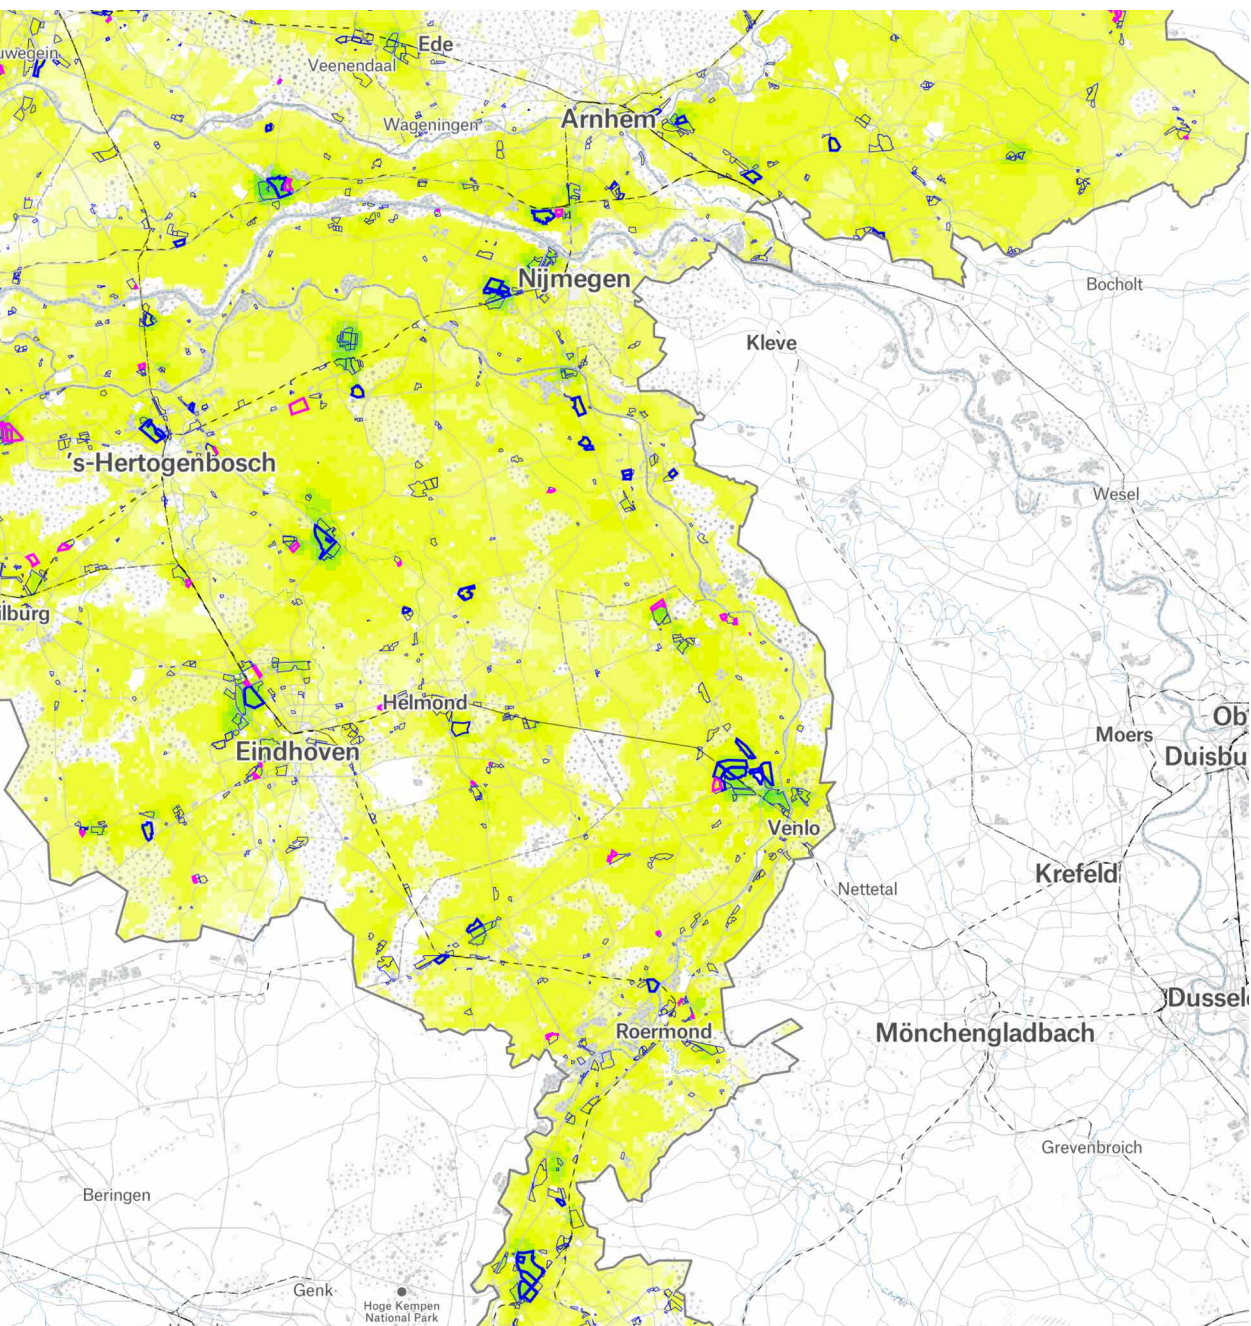 uwegein
Ede
Veenendaal
Wageningen
Arnhem
Nijmegen
Bocholt
Kleve
's-Hertogenbosch
Wesel
ilburg
Helmond
Eindhoven
Moers
Ob
Duisbu
Venlo
Krefeld
Nettetal
Dusseld
Roermond
Mönchengladbach
Grevenbroich
Beringen
Genk
Hoge Kempen
National Park